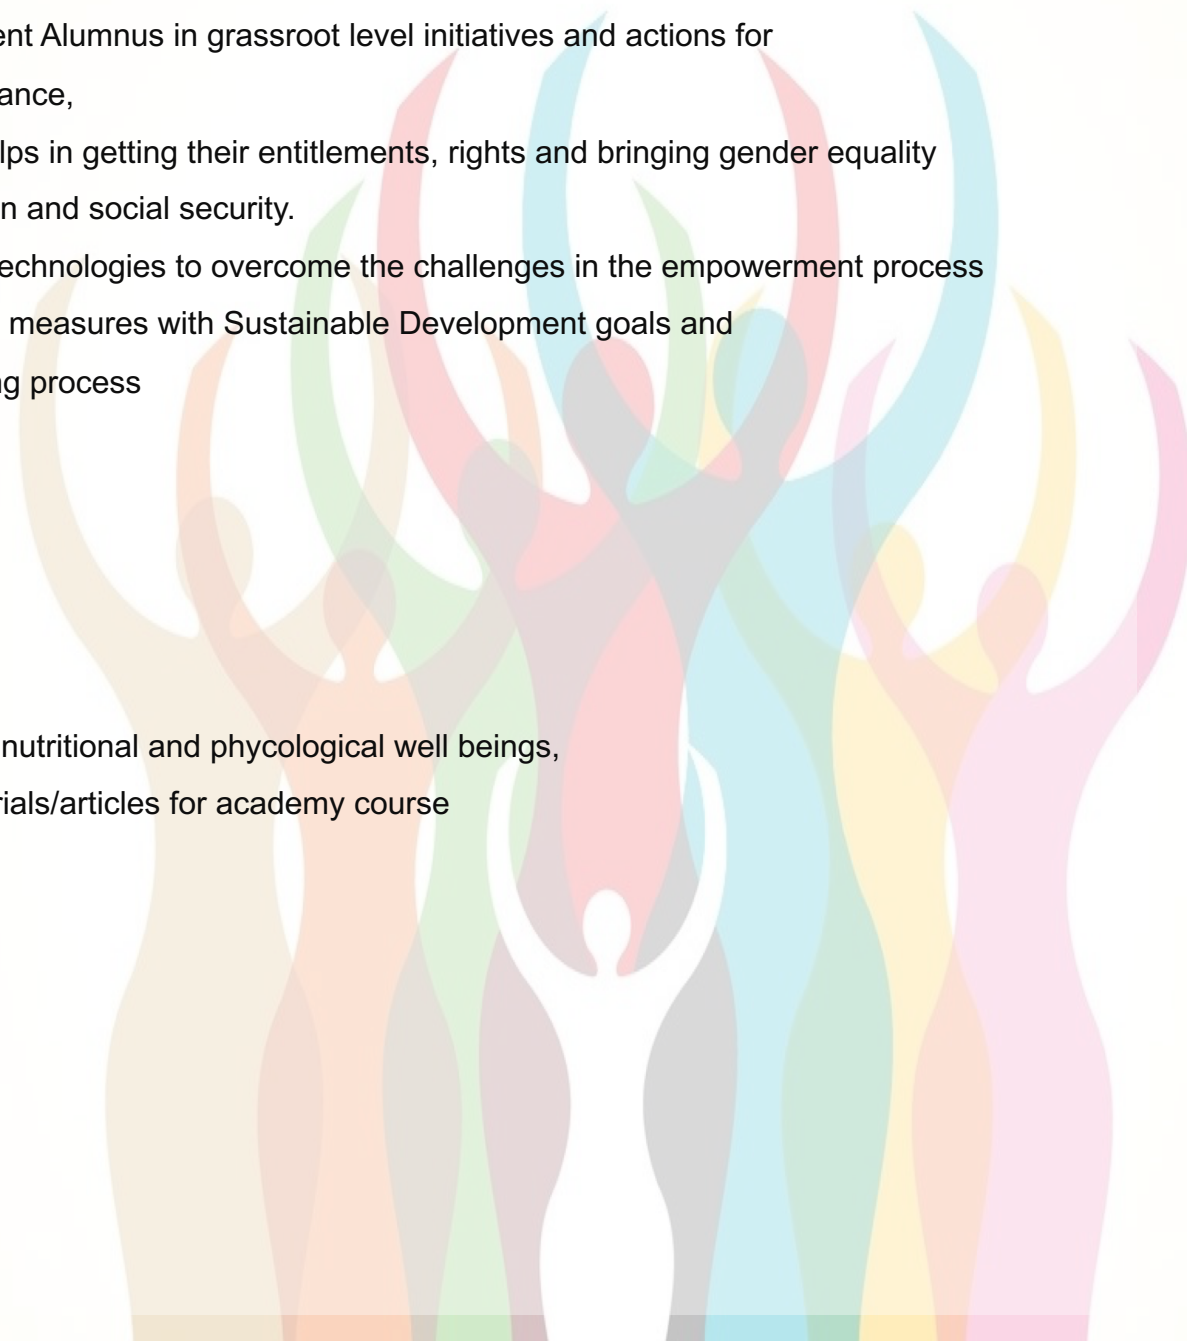 ent Alumnus in grassroot level initiatives and actions for
ance,
lps in getting their entitlements, rights and bringing gender equality
n and social security.
echnologies to overcome the challenges in the empowerment process
measures with Sustainable Development goals and
ng process
nutritional and phycological well beings,
rials/articles for academy course